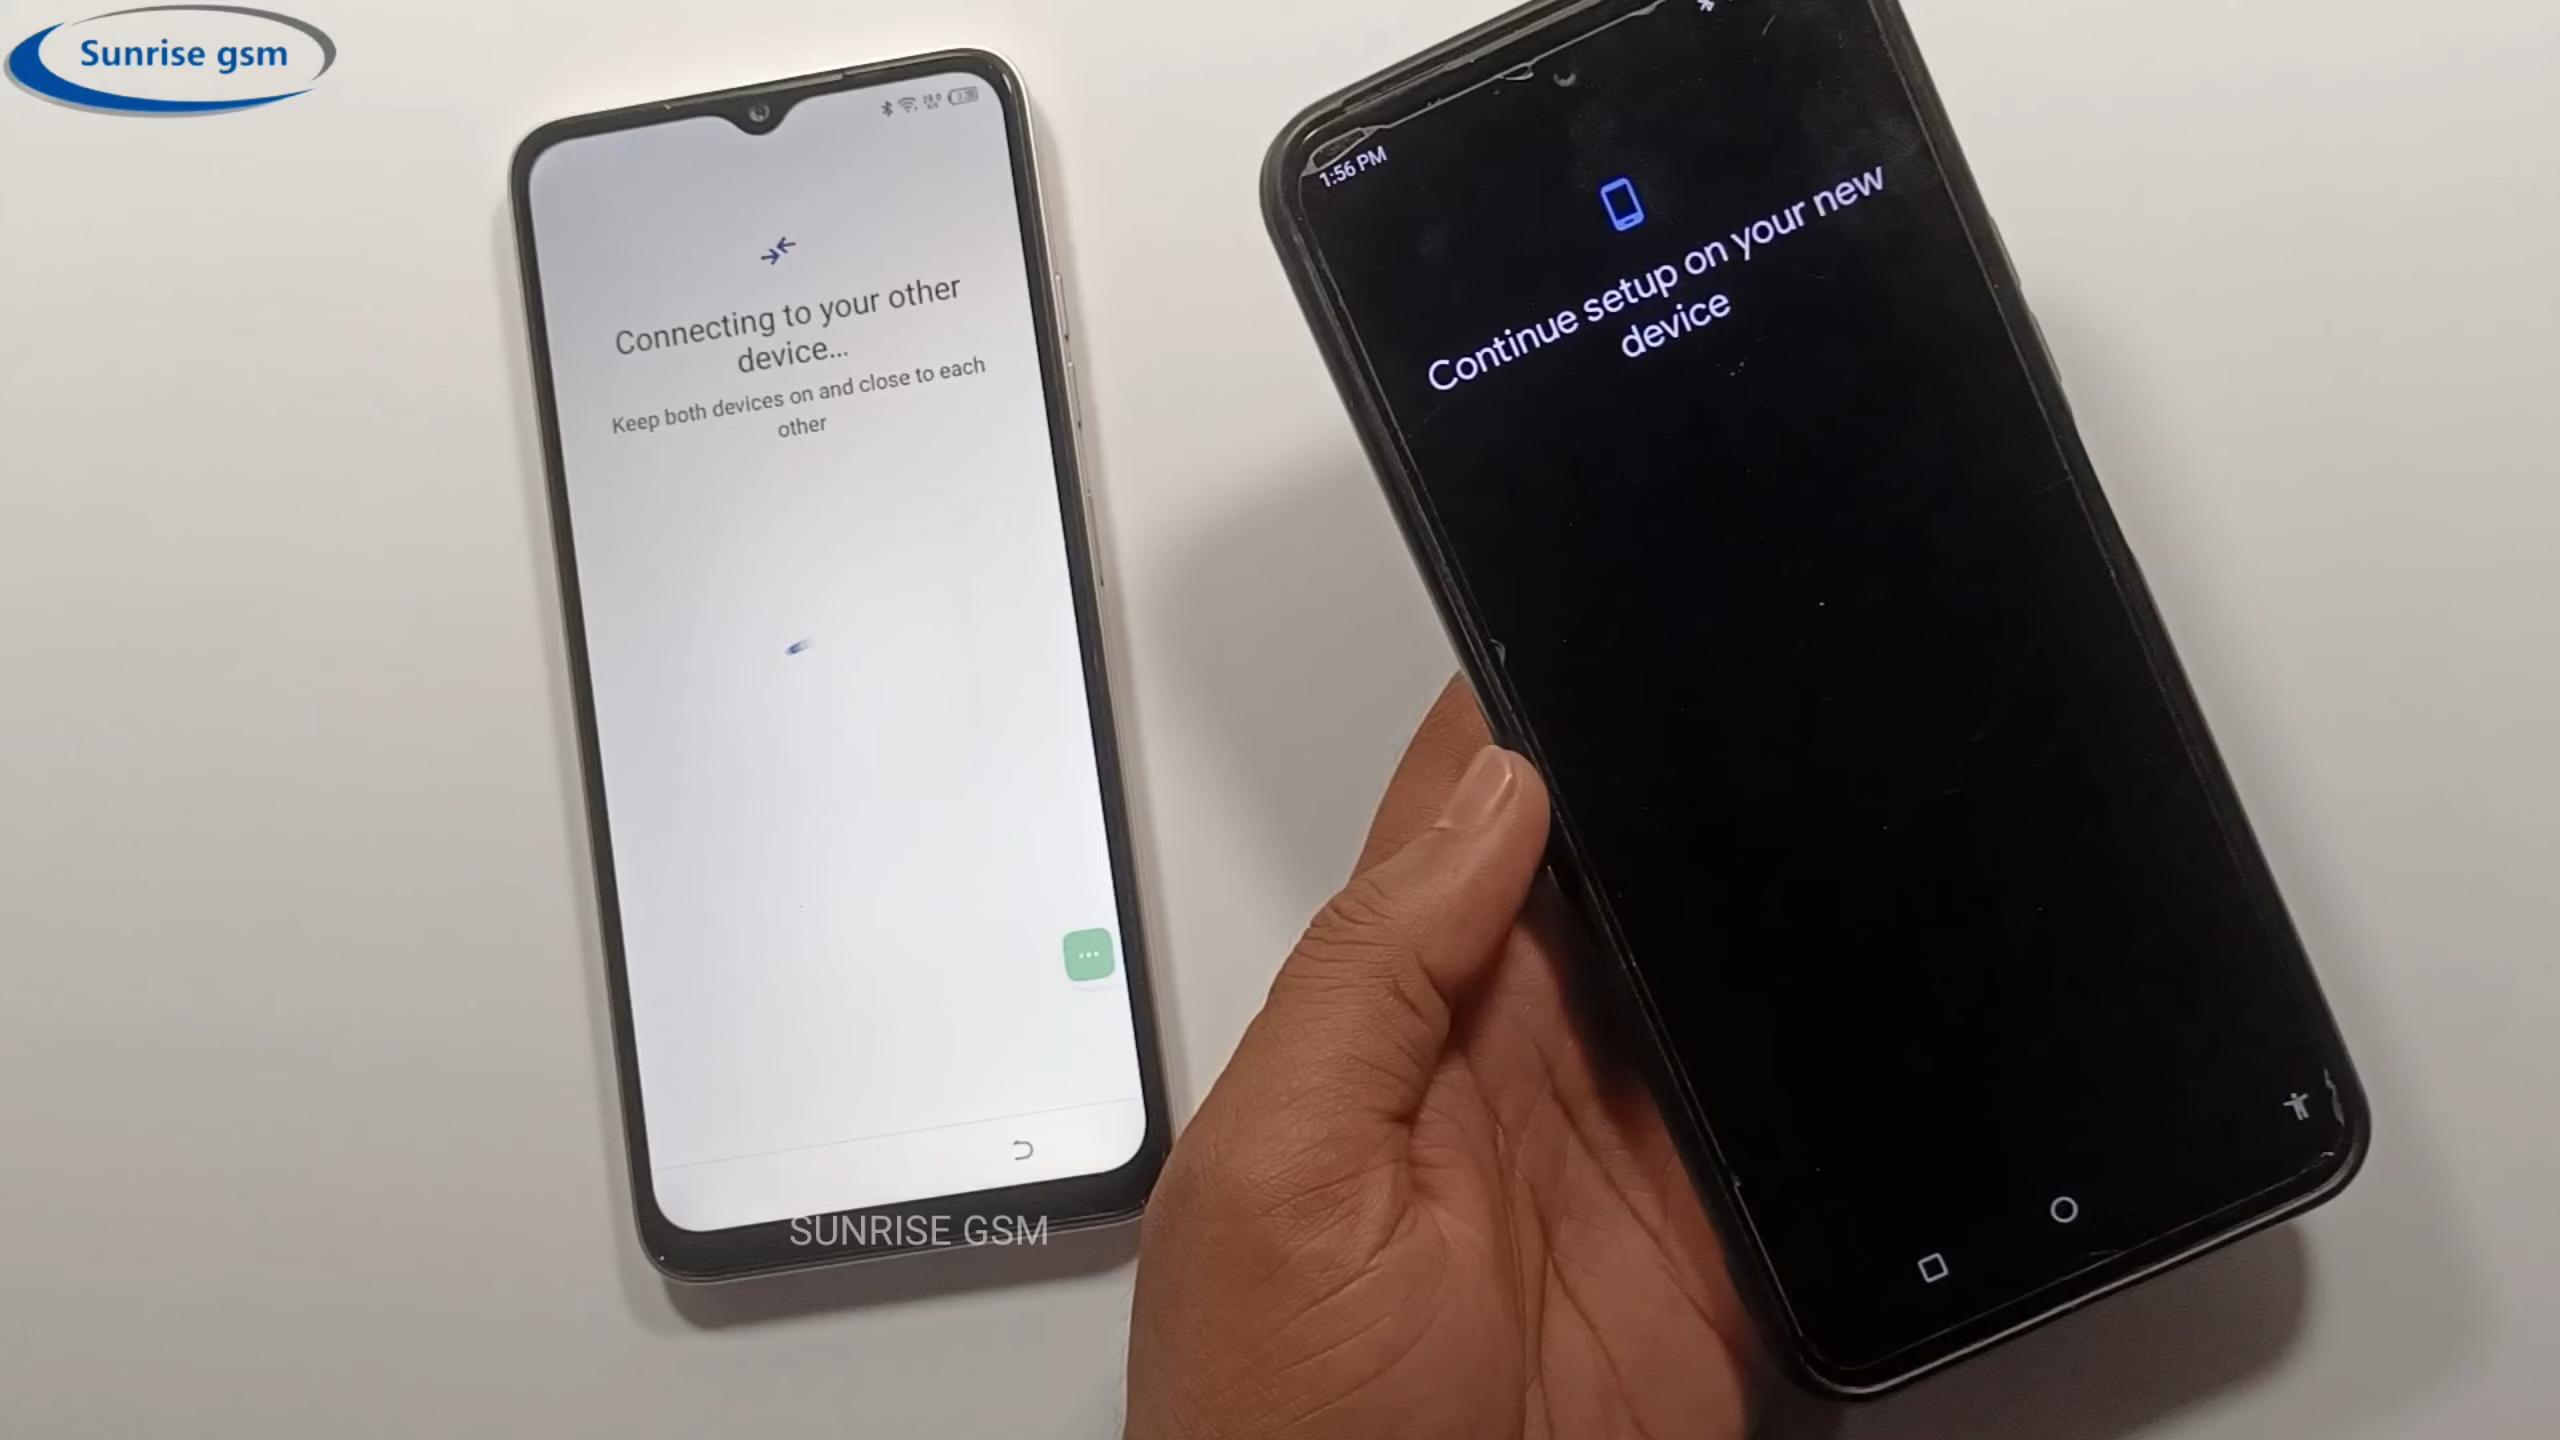 Sunrise gsm
Connecting to your other
device...
Keep both devices on and close to each
other
1:56 PM
Continue setup on your new
device
SUNRISE GSM